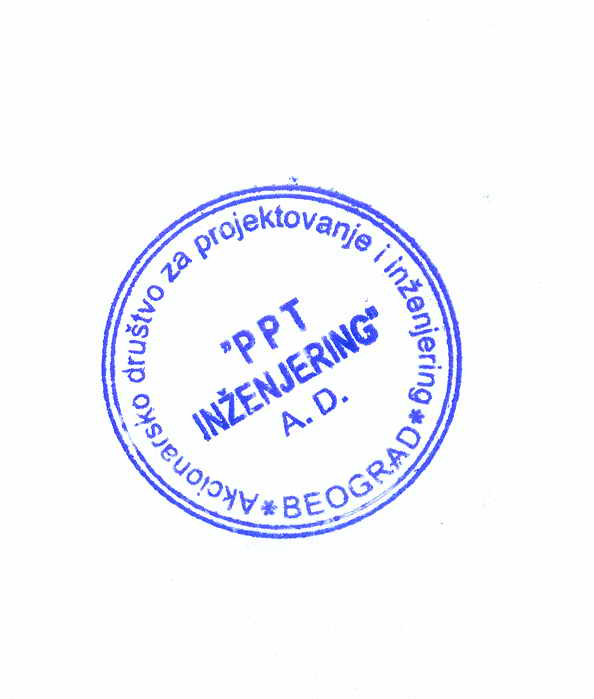 Akcionarsko društvo za projektovanje i inženjering
*BEOGRAD*
"PPT
INŽENJERING"
A. D.